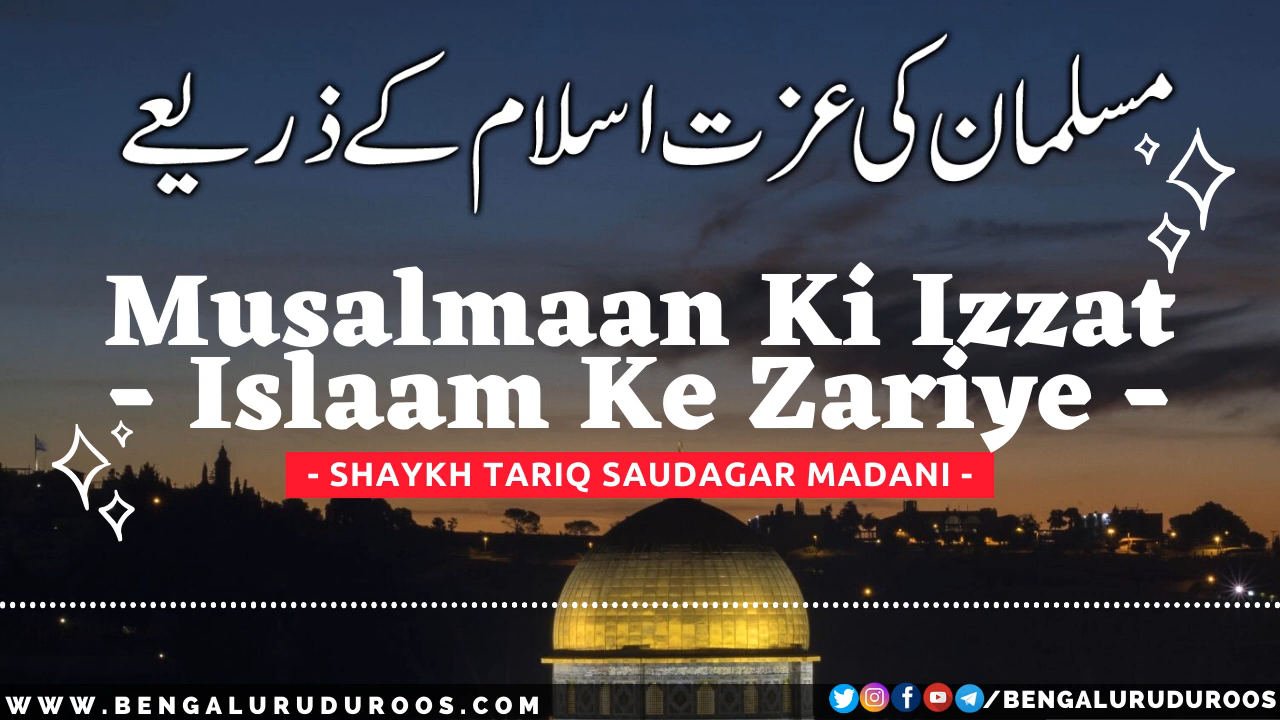 مسلمان کی عزت اسلام کے ذریعے
Musalmaan Ki Izzat
- Islaam Ke Zariye -
- SHAYKH TARIQ SAUDAGAR MADANI -
WWW.BENGALURUDUROOS.COM
/BENGALURUDUROOS